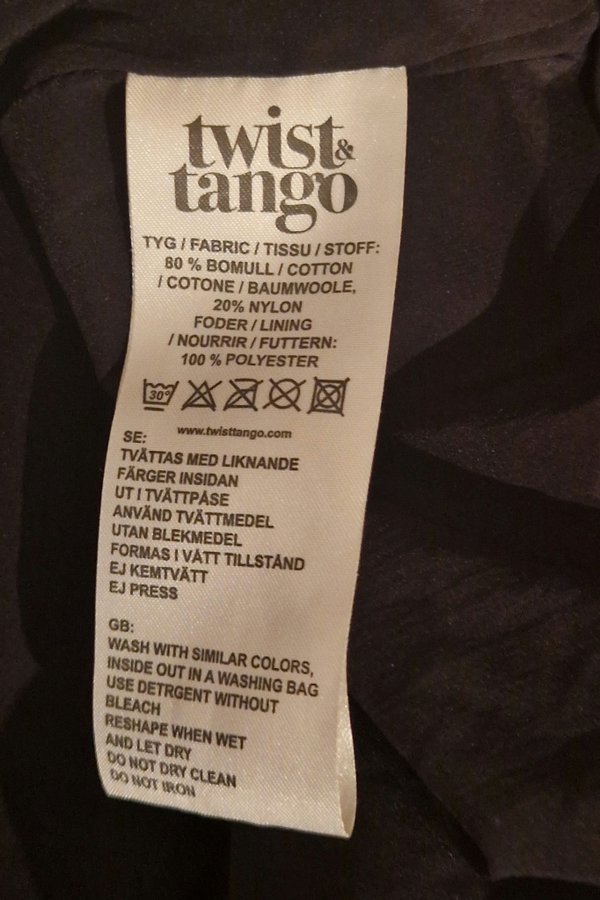 twist&
tango
TYG / FABRIC / TISSU / STOFF:
80 % BOMULL / COTTON
/ COTONE / BAUMWOOLE,
20% NYLON
FODER / LINING
/ NOURRIR / FUTTERN:
100 % POLYESTER
30°
www.twisttango.com
SE:
TVÄTTAS MED LIKNANDE
FÄRGER INSIDAN
UT I TVÄTTPÅSE
ANVÄND TVÄTTMEDEL
UTAN BLEKMEDEL
FORMAS I VÅTT TILLSTÅND
EJ KEMTVÄTT
EJ PRESS
GB:
WASH WITH SIMILAR COLORS,
INSIDE OUT IN A WASHING BAG
USE DETRGENT WITHOUT
BLEACH
RESHAPE WHEN WET
AND LET DRY
DO NOT DRY CLEAN
DO NOT IRON